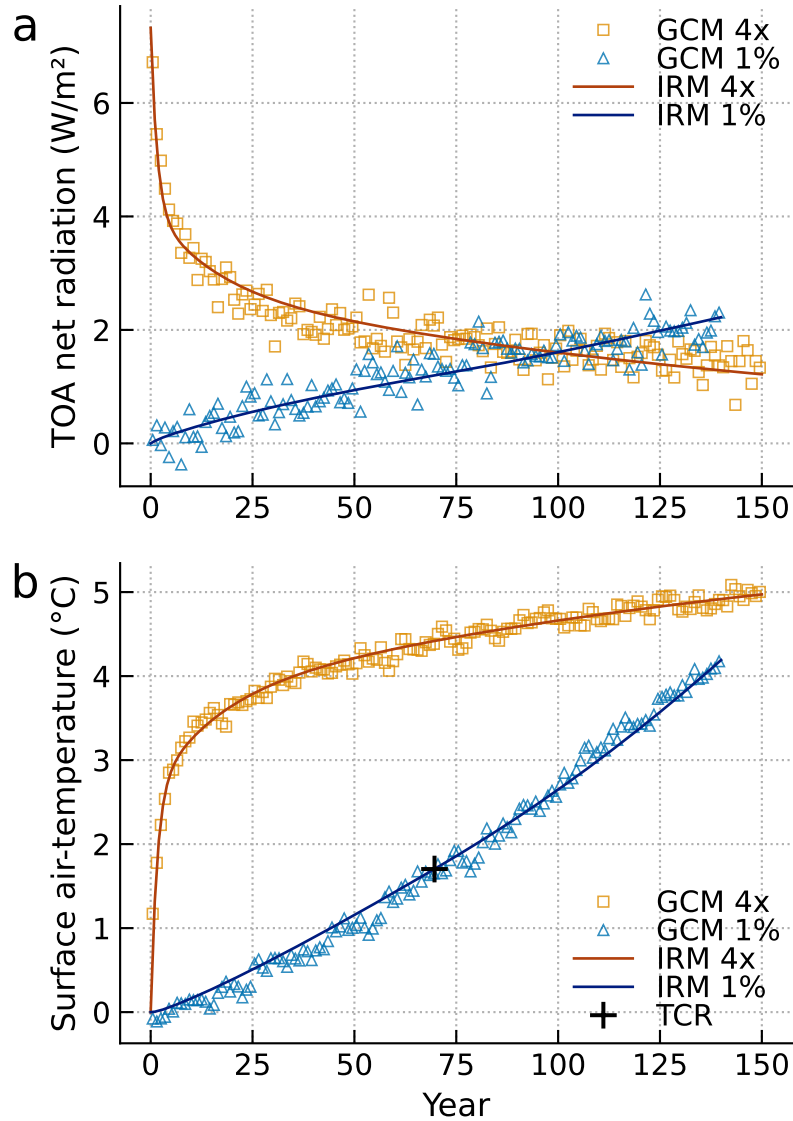 a
TOA net radiation (W/m²)
6
4
2
0
0 25 50 75 100 125 150
GCM 4x
GCM 1%
IRM 4x
IRM 1%
b
Surface air-temperature (°C)
5
4
3
2
1
0
0 25 50 75 100 125 150
Year
GCM 4x
GCM 1%
IRM 4x
IRM 1%
TCR